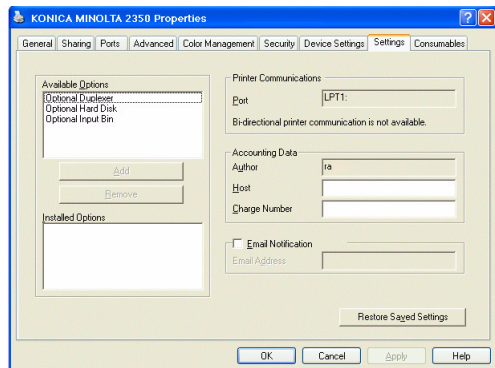 KONICA MINOLTA 2350 Properties
General Sharing Ports Advanced Color Management Security Device Settings Settings Consumables
Available Options
Optional Duplexer
Optional Hard Disk
Optional Input Bin
Add
Remove
Installed Options
Printer Communications
Port LPT1:
Bi-directional printer communication is not available.
Accounting Data
Author ra
Host
Charge Number
Email Notification
Email Address
Restore Saved Settings
OK Cancel Apply Help